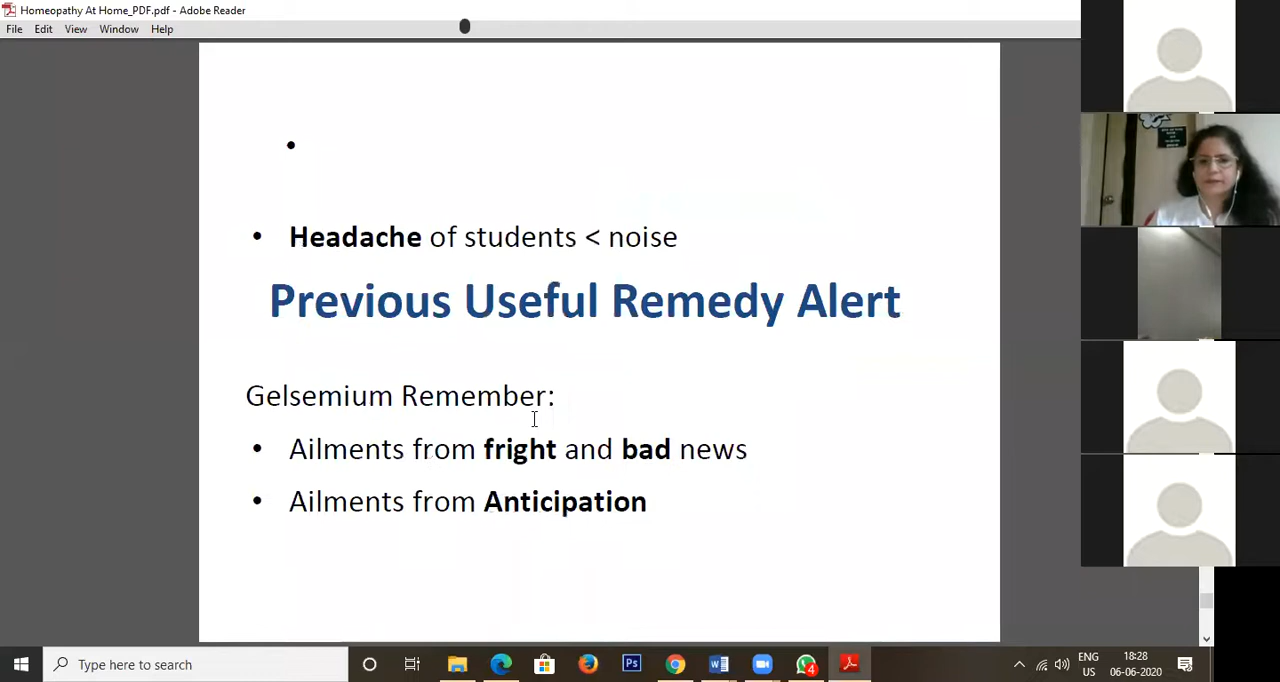 Homeopathy At Home_PDF.pdf - Adobe Reader
File Edit View Window Help
•
• Headache of students < noise
Previous Useful Remedy Alert
Gelsemium Remember:
• Ailments from fright and bad news
• Ailments from Anticipation
Type here to search
Ps
4
ENG
US
18:28
06-06-2020